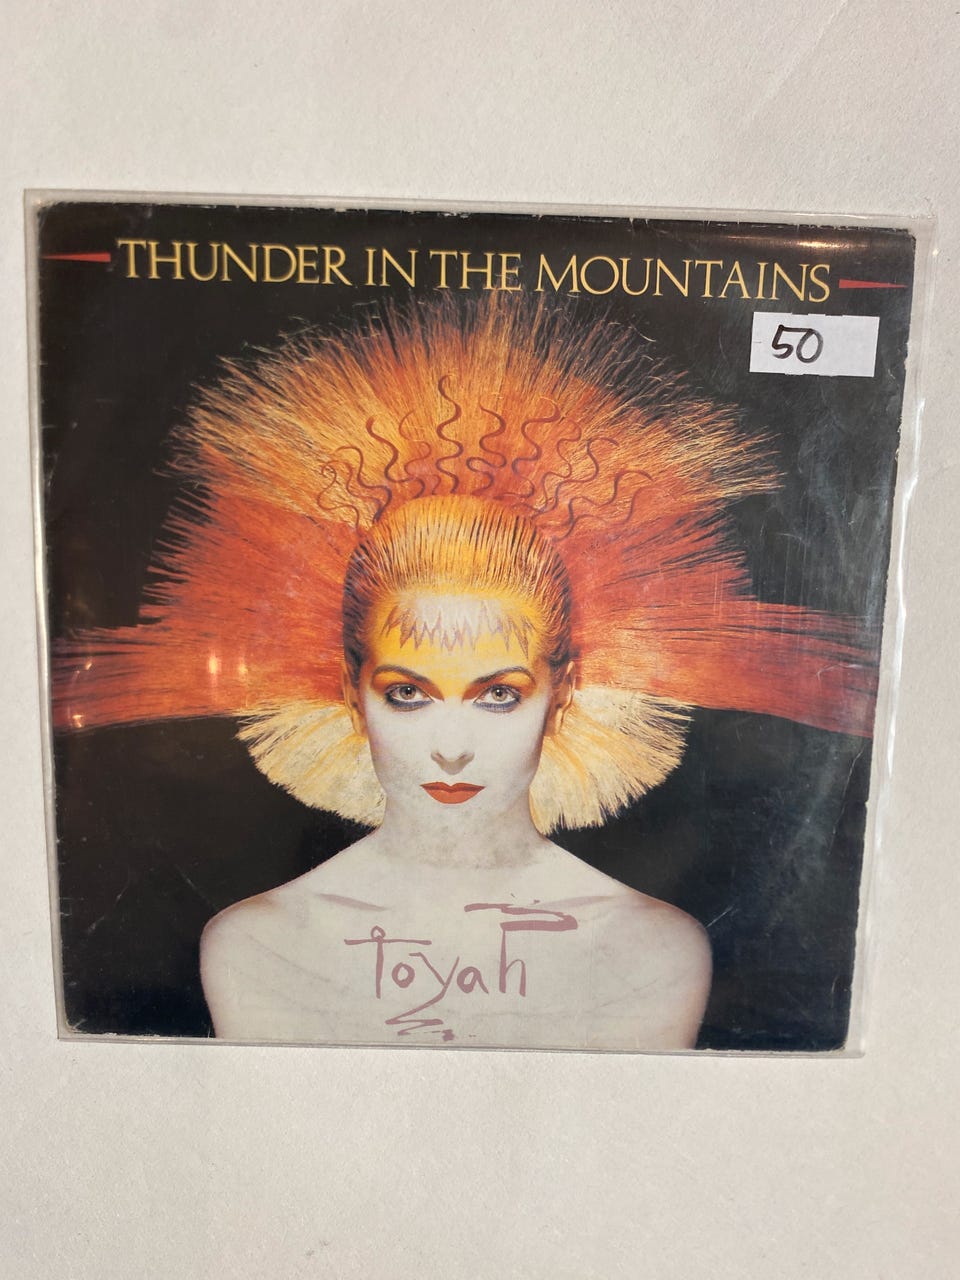 THUNDER IN THE MOUNTAINS
50
toyah